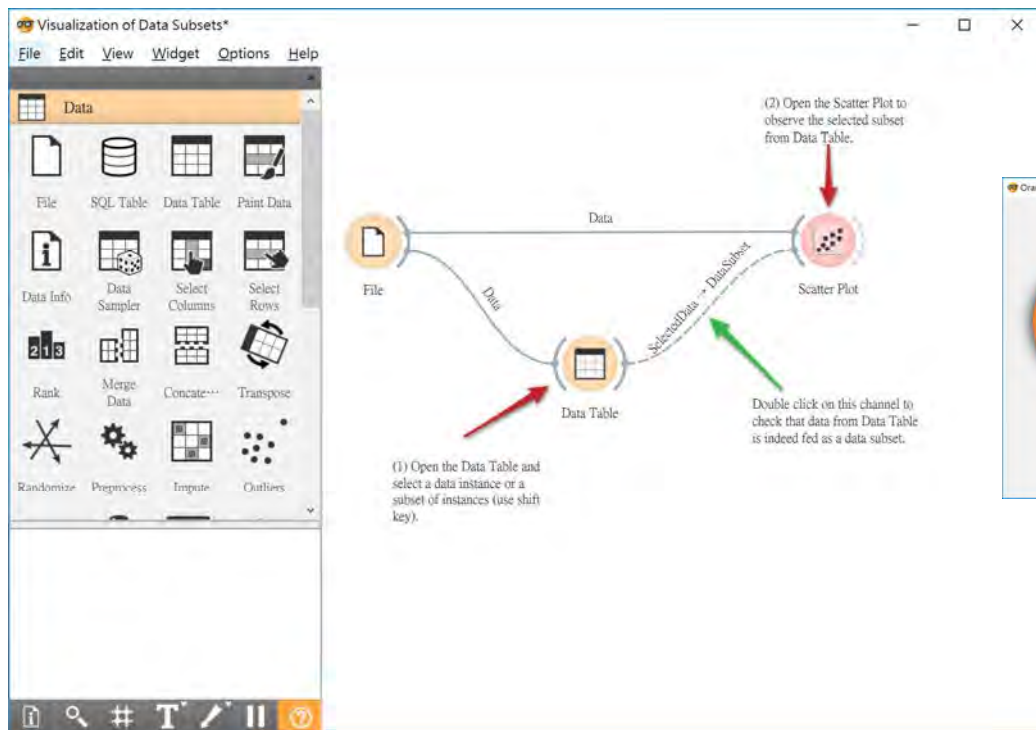 Visualization of Data Subsets*
File Edit View Widget Options Help
Data
File SQL Table Data Table Paint Data
Data Info Data Sampler Select Columns Select Rows
213
Rank Merge Data Concate··· Transpose
Randomize Preprocess Impute Outliers
(2) Open the Scatter Plot to
observe the selected subset
from Data Table.
Data
File
Data
SelectedData → DataSubset
Scatter Plot
Data Table
Double click on this channel to
check that data from Data Table
is indeed fed as a data subset.
(1) Open the Data Table and
select a data instance or a
subset of instances (use shift
key).
T
Ora